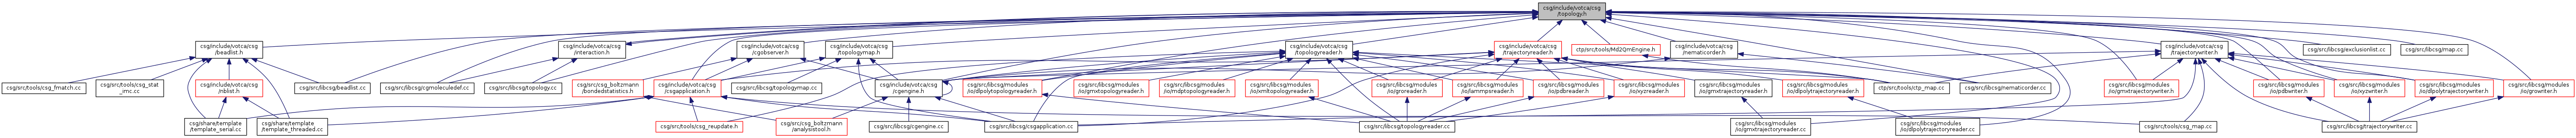 csg/include/votca/csg
/topology.h
csg/include/votca/csg
/beadlist.h
csg/include/votca/csg
/interaction.h
csg/include/votca/csg
/cgobserver.h
csg/include/votca/csg
/topologymap.h
csg/include/votca/csg
/topologyreader.h
csg/include/votca/csg
/trajectoryreader.h
ctp/src/tools/Md2QmEngine.h
csg/include/votca/csg
/nematicorder.h
csg/include/votca/csg
/trajectorywriter.h
csg/src/libcsg/exclusionlist.cc
csg/src/libcsg/map.cc
csg/src/tools/csg_fmatch.cc
csg/src/tools/csg_stat
_imc.cc
csg/include/votca/csg
/nblist.h
csg/src/libcsg/beadlist.cc
csg/src/libcsg/cgmoleculedef.cc
csg/src/libcsg/topology.cc
csg/src/csg_boltzmann
/bondedstatistics.h
csg/include/votca/csg
/csgapplication.h
csg/src/libcsg/topologymap.cc
csg/include/votca/csg
/cgengine.h
csg/src/libcsg/modules
/io/dlpolytopologyreader.h
csg/src/libcsg/modules
/io/gmxtopologyreader.h
csg/src/libcsg/modules
/io/mdptopologyreader.h
csg/src/libcsg/modules
/io/xmltopologyreader.h
csg/src/libcsg/modules
/io/groreader.h
csg/src/libcsg/modules
/io/lammpsreader.h
csg/src/libcsg/modules
/io/pdbreader.h
csg/src/libcsg/modules
/io/xyzreader.h
csg/src/libcsg/modules
/io/gmxtrajectoryreader.h
csg/src/libcsg/modules
/io/dlpolytrajectoryreader.h
ctp/src/tools/ctp_map.cc
csg/src/libcsg/nematicorder.cc
csg/src/libcsg/modules
/io/gmxtrajectorywriter.h
csg/src/libcsg/modules
/io/pdbwriter.h
csg/src/libcsg/modules
/io/xyzwriter.h
csg/src/libcsg/modules
/io/dlpolytrajectorywriter.h
csg/src/libcsg/modules
/io/growriter.h
csg/share/template
/template_serial.cc
csg/share/template
/template_threaded.cc
csg/src/tools/csg_reupdate.h
csg/src/csg_boltzmann
/analysistool.h
csg/src/libcsg/cgengine.cc
csg/src/libcsg/csgapplication.cc
csg/src/libcsg/topologyreader.cc
csg/src/libcsg/modules
/io/gmxtrajectoryreader.cc
csg/src/libcsg/modules
/io/dlpolytrajectoryreader.cc
csg/src/tools/csg_map.cc
csg/src/libcsg/trajectorywriter.cc